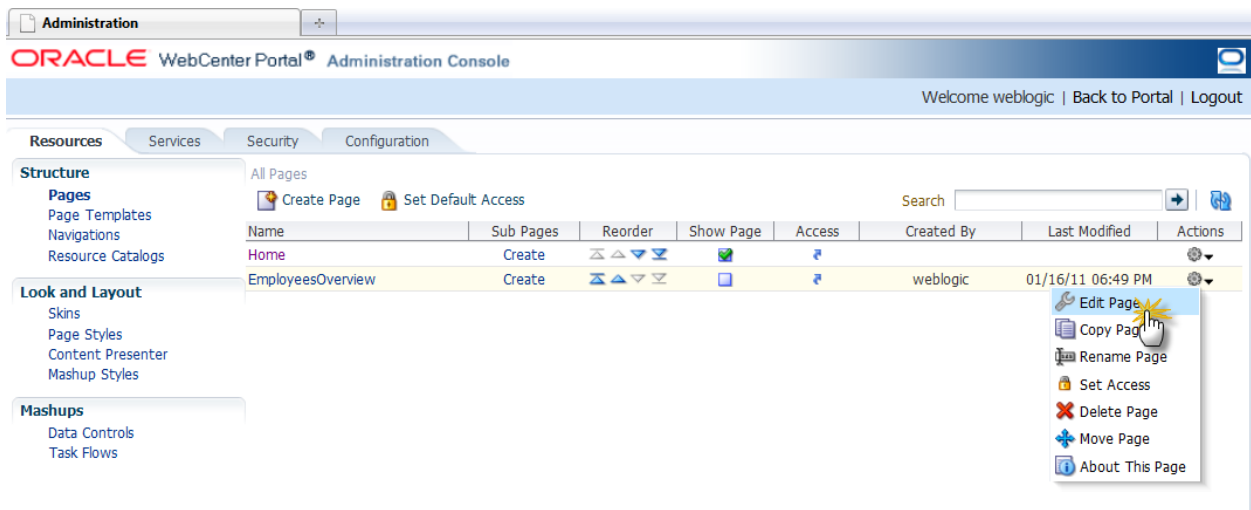 Administration
ORACLE WebCenter Portal® Administration Console
Welcome weblogic | Back to Portal | Logout
Resources Services Security Configuration
Structure
Pages
Page Templates
Navigations
Resource Catalogs
Look and Layout
Skins
Page Styles
Content Presenter
Mashup Styles
Mashups
Data Controls
Task Flows
All Pages
Create Page Set Default Access Search
Name Sub Pages Reorder Show Page Access Created By Last Modified Actions
Home Create
EmployeesOverview Create weblogic 01/16/11 06:49 PM
Edit Page
Copy Pag
Rename Page
Set Access
Delete Page
Move Page
About This Page